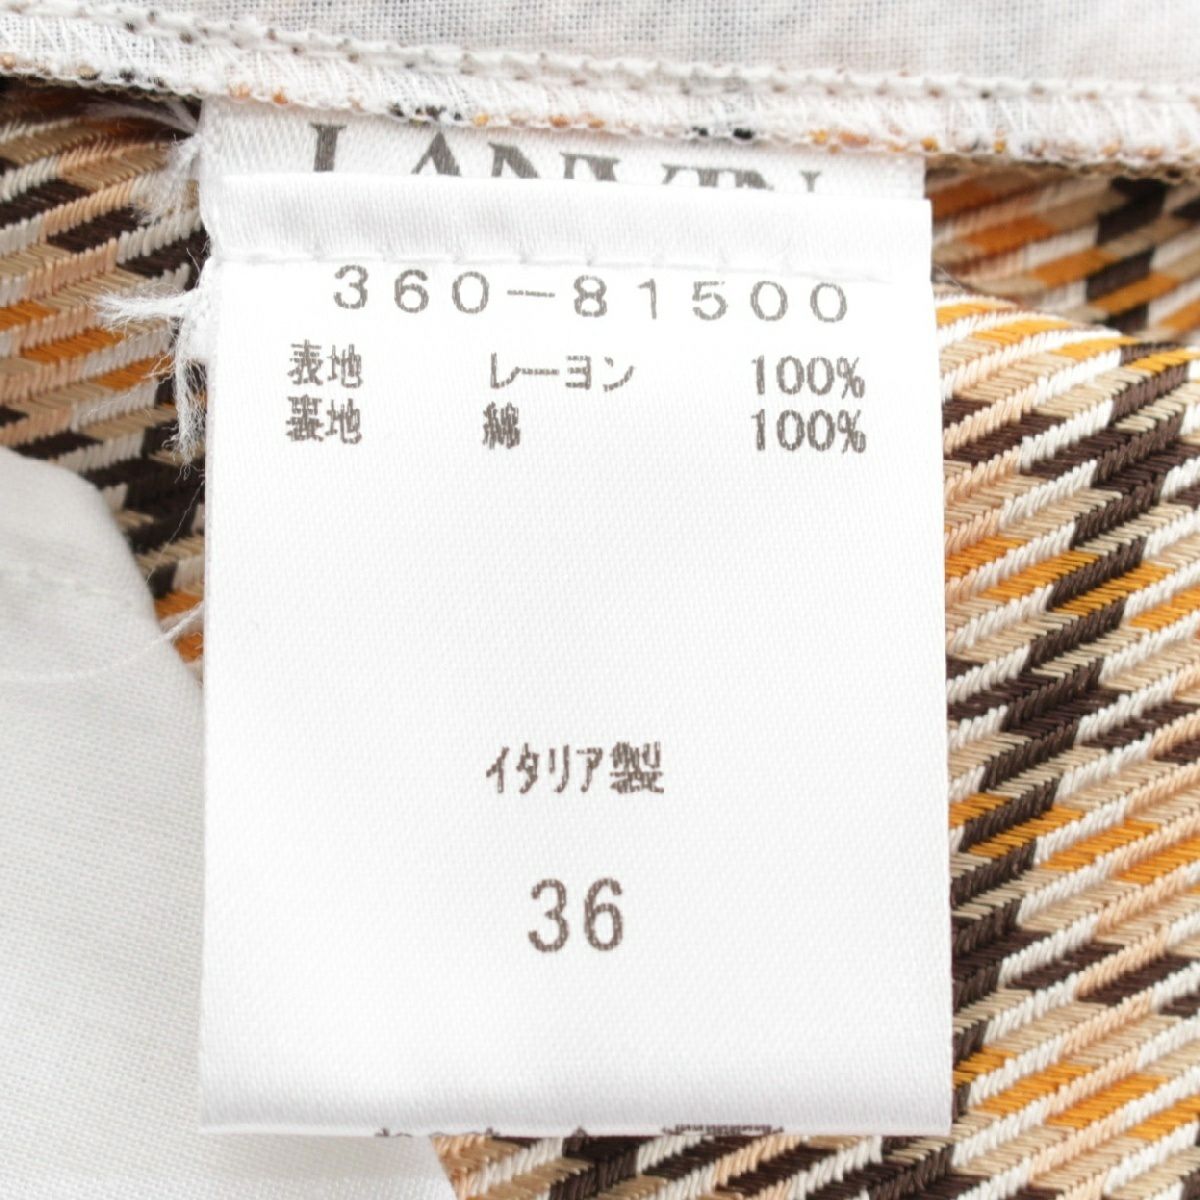 LANVIN
360-81500
表地 レーヨン 100%
裏地 綿 100%
イタリア製
36